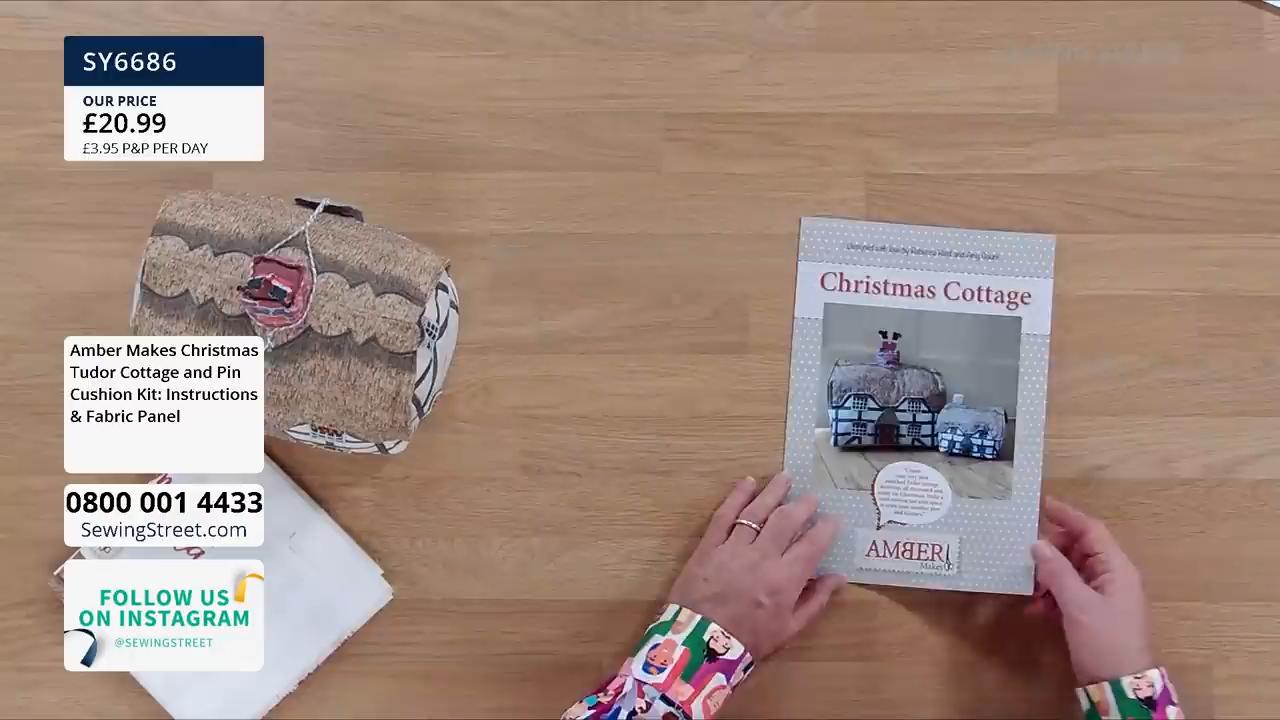 SY6686
OUR PRICE
£20.99
£3.95 P&P PER DAY
Amber Makes Christmas
Tudor Cottage and Pin
Cushion Kit: Instructions
& Fabric Panel
0800 001 4433
SewingStreet.com
FOLLOW US
ON INSTAGRAM
@SEWINGSTREET
Christmas Cottage
AMBER
Makes